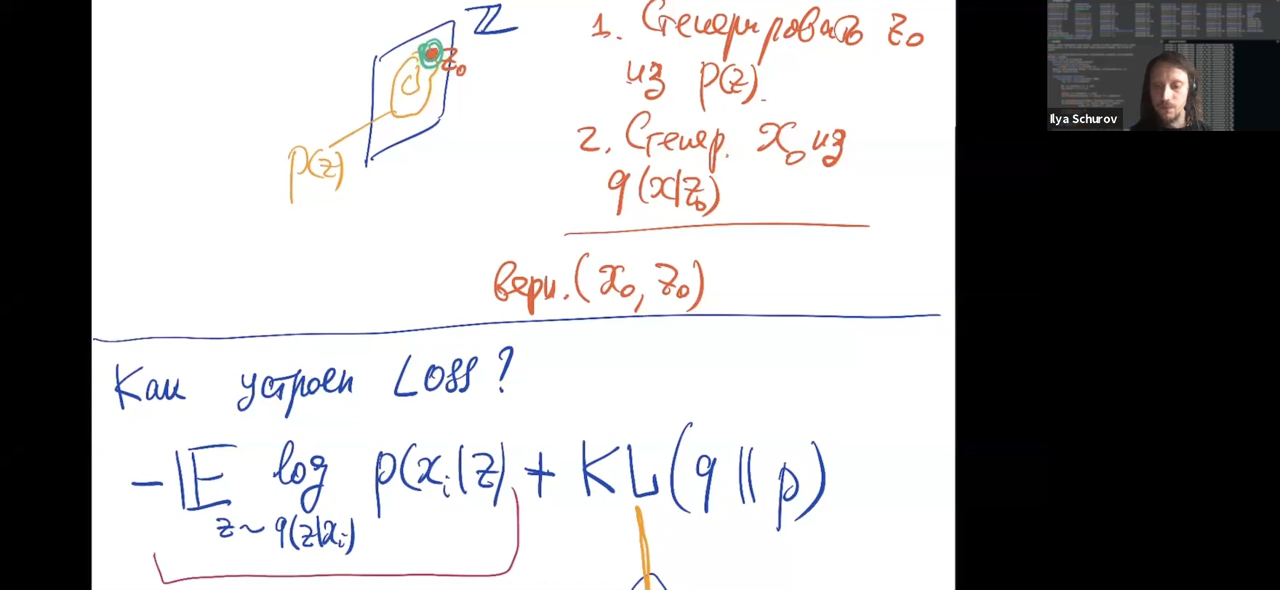 Z
z₀
p(z)
1. Сгенерировать z₀
из p(z).
2. Сгенер. x₀ из
q(x|z₀)
верн. (x₀, z₀)
Как устроен Loss?
- 𝔼 log p(xᵢ|z) + KL(q || p)
z ~ q(z|xᵢ)
Ilya Schurov